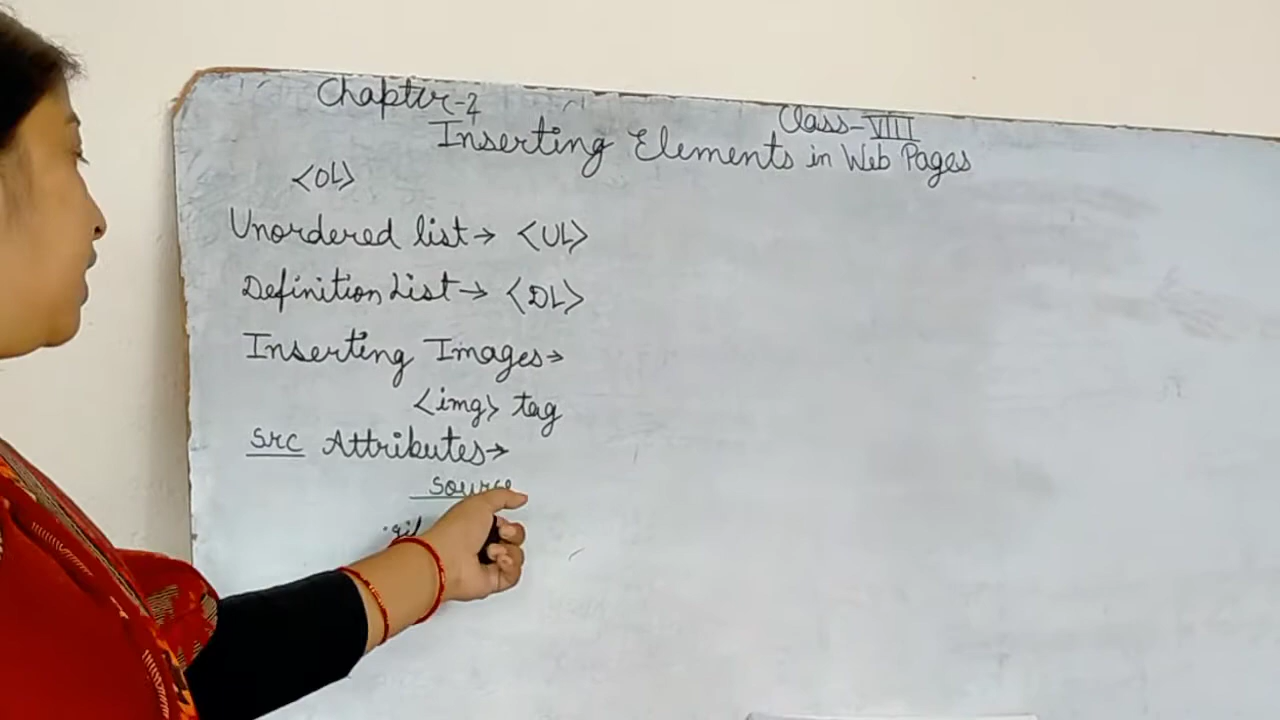 Chapter-2
Class-VIII
Inserting Elements in Web Pages
<OL>
Unordered list→ <UL>
Definition List→ <DL>
Inserting Images→
<img> tag
Src Attributes→
Source